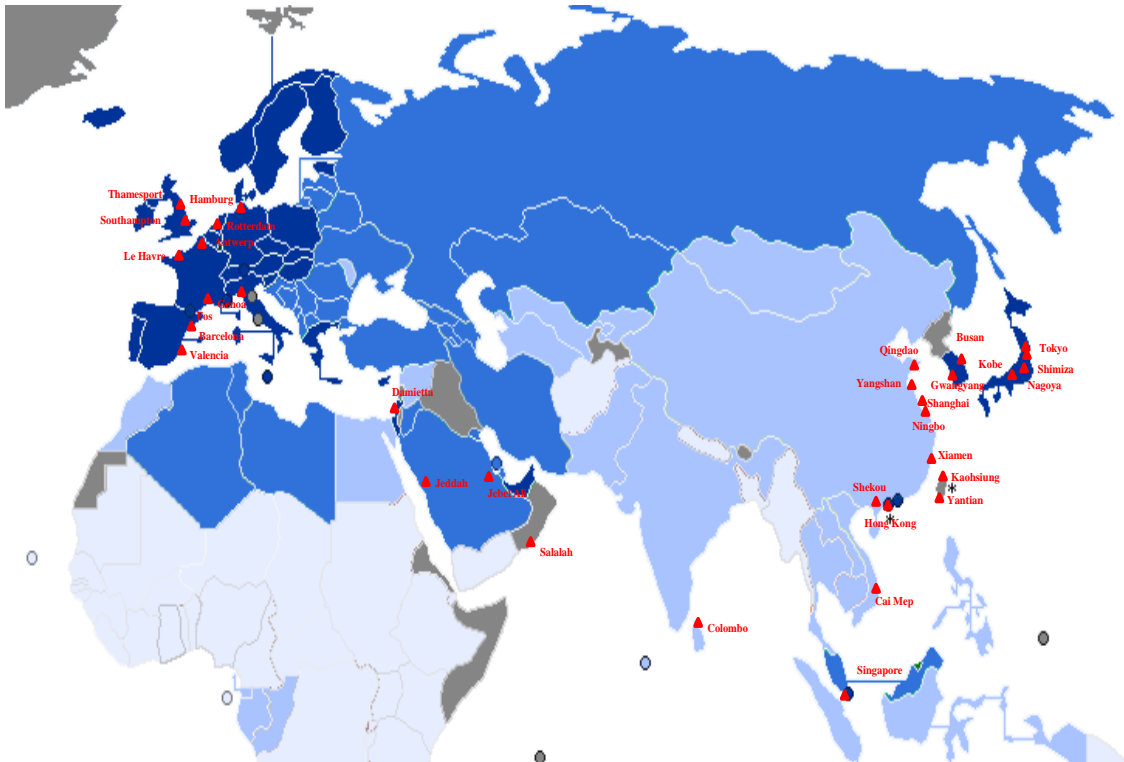 Thamesport
Hamburg
Southampton
Rotterdam
Antwerp
Le Havre
Genoa
Fos
Barcelona
Valencia
Damietta
Jeddah
Jebel Ali
Salalah
Colombo
Busan
Qingdao
Tokyo
Kobe
Shimiza
Yangshan
Gwangyang
Nagoya
Shanghai
Ningbo
Xiamen
Kaohsiung
*
Shekou
Yantian
*
Hong Kong
Cai Mep
Singapore